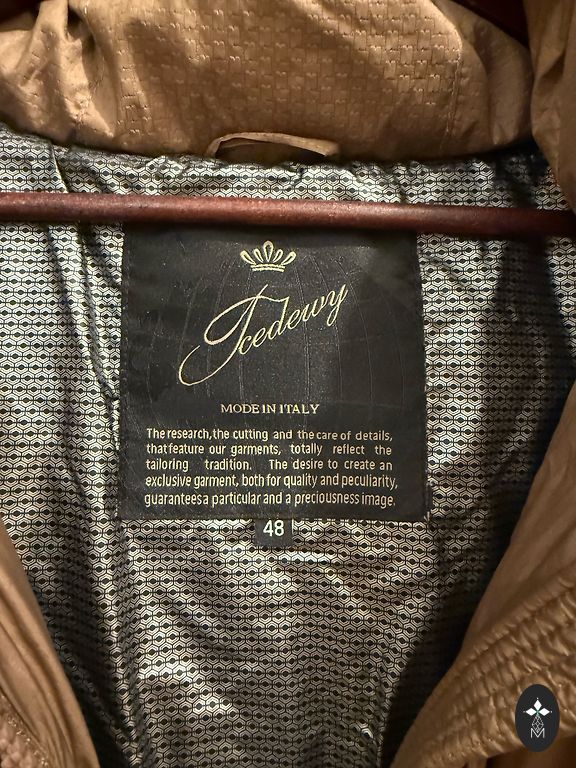 Icedewy
MODE IN ITALY
The research, the cutting and the care of details,
that feature our garments, totally reflect the
tailoring tradition. The desire to create an
exclusive garment, both for quality and peculiarity,
guarantees a particular and a preciousness image.
48
M